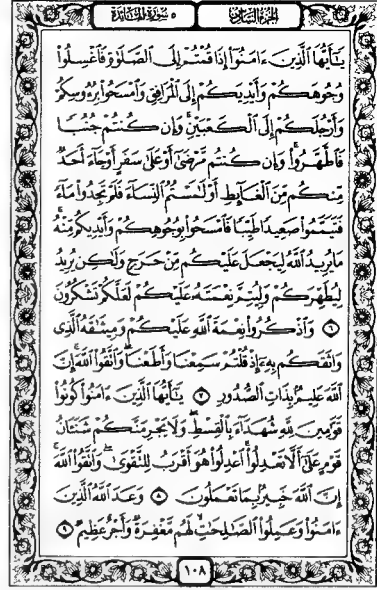 الجزء السادس ٥ سورة المائدة
يَٰٓأَيُّهَا ٱلَّذِينَ ءَامَنُوٓا۟ إِذَا قُمْتُمْ إِلَى ٱلصَّلَوٰةِ فَٱغْسِلُوا۟
وُجُوهَكُمْ وَأَيْدِيَكُمْ إِلَى ٱلْمَرَافِقِ وَٱمْسَحُوا۟ بِرُءُوسِكُمْ
وَأَرْجُلَكُمْ إِلَى ٱلْكَعْبَيْنِ ۚ وَإِن كُنتُمْ جُنُبًا
فَٱطَّهَّرُوا۟ ۚ وَإِن كُنتُم مَّرْضَىٰٓ أَوْ عَلَىٰ سَفَرٍ أَوْ جَآءَ أَحَدٌ
مِّنكُم مِّنَ ٱلْغَآئِطِ أَوْ لَٰمَسْتُمُ ٱلنِّسَآءَ فَلَمْ تَجِدُوا۟ مَآءً
فَتَيَمَّمُوا۟ صَعِيدًا طَيِّبًا فَٱمْسَحُوا۟ بِوُجُوهِكُمْ وَأَيْدِيكُم مِّنْهُ ۚ
مَا يُرِيدُ ٱللَّهُ لِيَجْعَلَ عَلَيْكُم مِّنْ حَرَجٍ وَلَٰكِن يُرِيدُ
لِيُطَهِّرَكُمْ وَلِيُتِمَّ نِعْمَتَهُۥ عَلَيْكُمْ لَعَلَّكُمْ تَشْكُرُونَ
٦ وَٱذْكُرُوا۟ نِعْمَةَ ٱللَّهِ عَلَيْكُمْ وَمِيثَٰقَهُ ٱلَّذِى
وَاثَقَكُم بِهِۦٓ إِذْ قُلْتُمْ سَمِعْنَا وَأَطَعْنَا ۖ وَٱتَّقُوا۟ ٱللَّهَ ۚ إِنَّ
ٱللَّهَ عَلِيمٌۢ بِذَاتِ ٱلصُّدُورِ ٧ يَٰٓأَيُّهَا ٱلَّذِينَ ءَامَنُوا۟ كُونُوا۟
قَوَّٰمِينَ لِلَّهِ شُهَدَآءَ بِٱلْقِسْطِ ۖ وَلَا يَجْرِمَنَّكُمْ شَنَـَٔانُ
قَوْمٍ عَلَىٰٓ أَلَّا تَعْدِلُوا۟ ۚ ٱعْدِلُوا۟ هُوَ أَقْرَبُ لِلتَّقْوَىٰ ۖ وَٱتَّقُوا۟ ٱللَّهَ ۚ
إِنَّ ٱللَّهَ خَبِيرٌۢ بِمَا تَعْمَلُونَ ٨ وَعَدَ ٱللَّهُ ٱلَّذِينَ
ءَامَنُوا۟ وَعَمِلُوا۟ ٱلصَّٰلِحَٰتِ ۙ لَهُم مَّغْفِرَةٌ وَأَجْرٌ عَظِيمٌ ٩
١٠٨